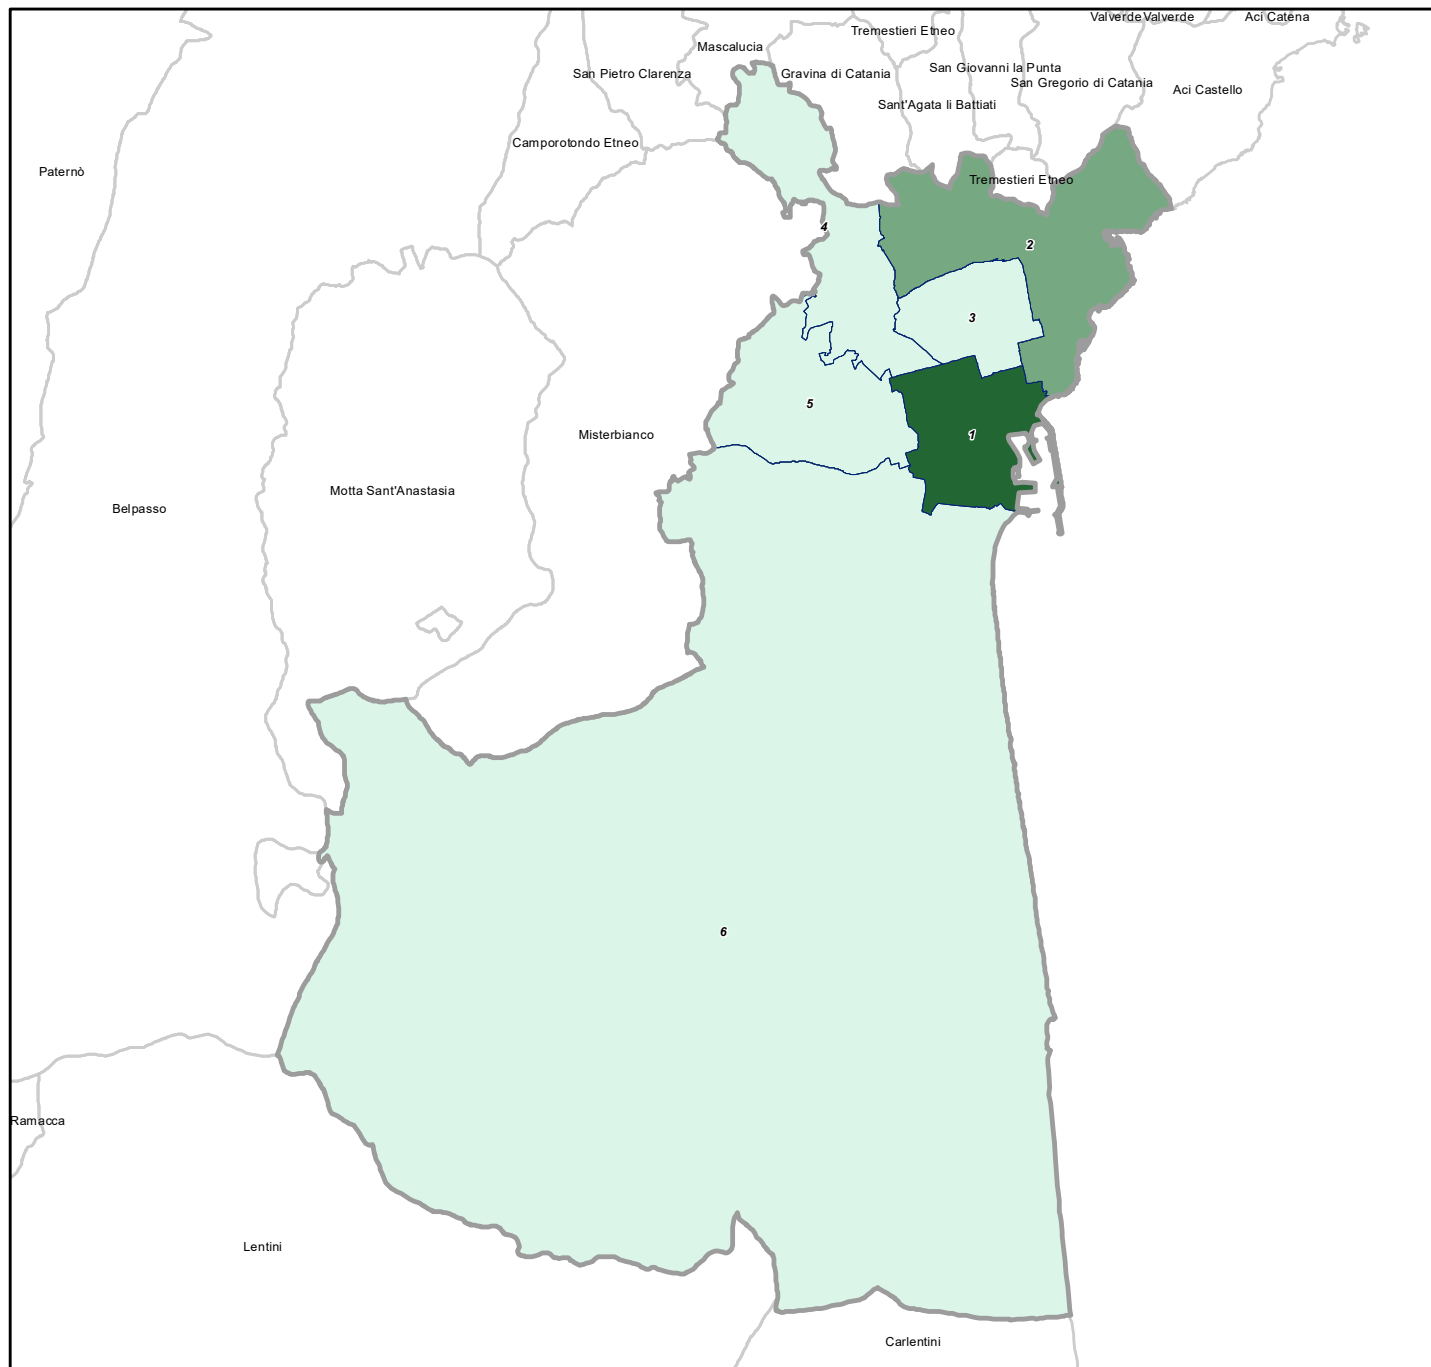 Valverde Valverde
Aci Catena
Tremestieri Etneo
Mascalucia
San Pietro Clarenza
Gravina di Catania
San Giovanni la Punta
San Gregorio di Catania
Aci Castello
Sant'Agata li Battiati
Camporotondo Etneo
Paternò
Tremestieri Etneo
4
2
3
5
1
Misterbianco
Motta Sant'Anastasia
Belpasso
6
Ramacca
Lentini
Carlentini